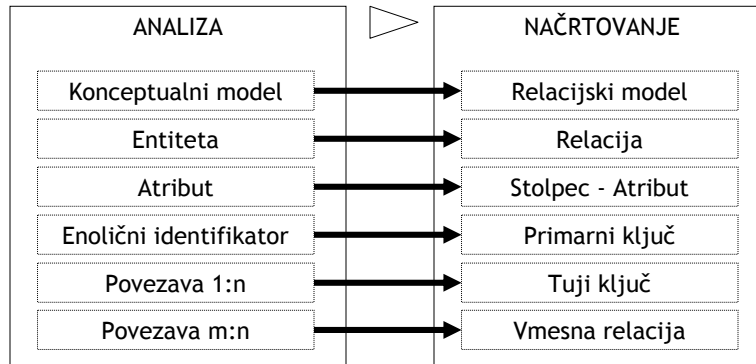 ANALIZA
NAČRTOVANJE
Konceptualni model
Relacijski model
Entiteta
Relacija
Atribut
Stolpec - Atribut
Enolični identifikator
Primarni ključ
Povezava 1:n
Tuji ključ
Povezava m:n
Vmesna relacija